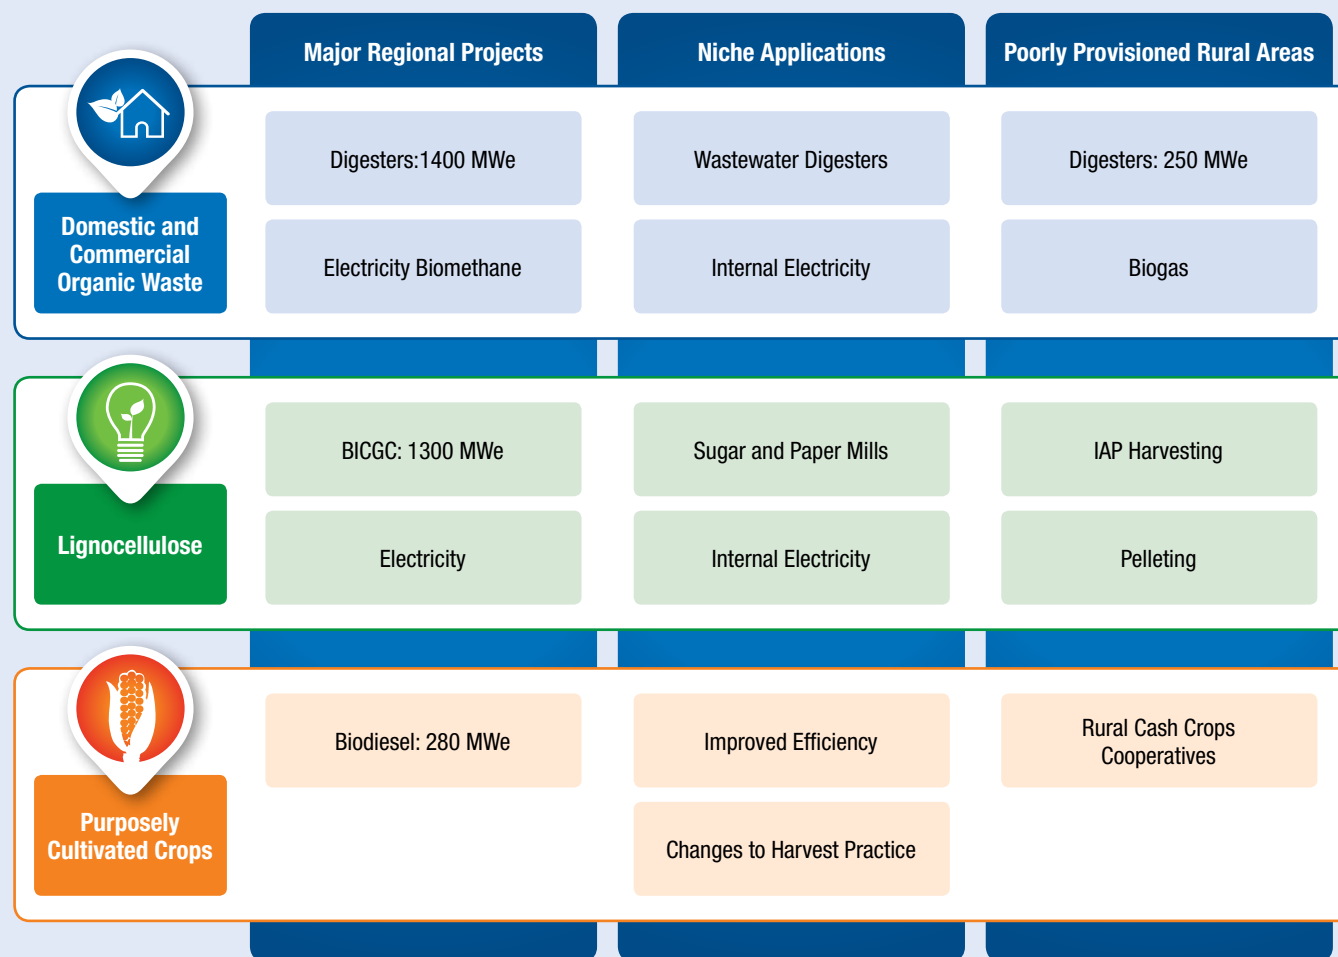 Major Regional Projects
Niche Applications
Poorly Provisioned Rural Areas
Domestic and
Commercial
Organic Waste
Digesters:1400 MWe
Wastewater Digesters
Digesters: 250 MWe
Electricity Biomethane
Internal Electricity
Biogas
Lignocellulose
BICGC: 1300 MWe
Sugar and Paper Mills
IAP Harvesting
Electricity
Internal Electricity
Pelleting
Purposely
Cultivated Crops
Biodiesel: 280 MWe
Improved Efficiency
Rural Cash Crops
Cooperatives
Changes to Harvest Practice